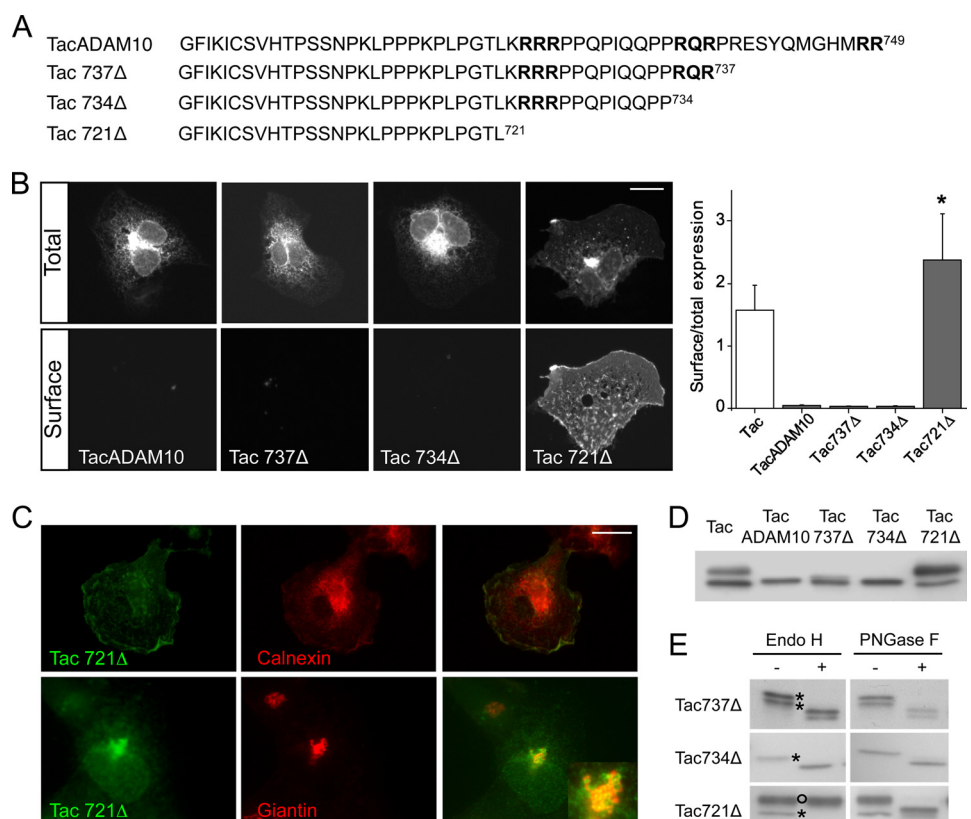 A
TacADAM10 GFIKICSVHTPSSNPKLPPPKPLPGTLKRRRPPQPIQQPPRQRPRESYQMGHMRR749
Tac 737Δ GFIKICSVHTPSSNPKLPPPKPLPGTLKRRRPPQPIQQPPRQR737
Tac 734Δ GFIKICSVHTPSSNPKLPPPKPLPGTLKRRRPPQPIQQPP734
Tac 721Δ GFIKICSVHTPSSNPKLPPPKPLPGTL721
B
Total
Surface
TacADAM10
Tac 737Δ
Tac 734Δ
Tac 721Δ
Surface/total expression
3
2
1
0
*
Tac
TacADAM10
Tac737Δ
Tac734Δ
Tac721Δ
C
Tac 721Δ
Calnexin
Tac 721Δ
Giantin
D
Tac
Tac ADAM10
Tac 737Δ
Tac 734Δ
Tac 721Δ
E
Endo H PNGase F
- + - +
Tac737Δ
*
*
Tac734Δ
*
Tac721Δ
*